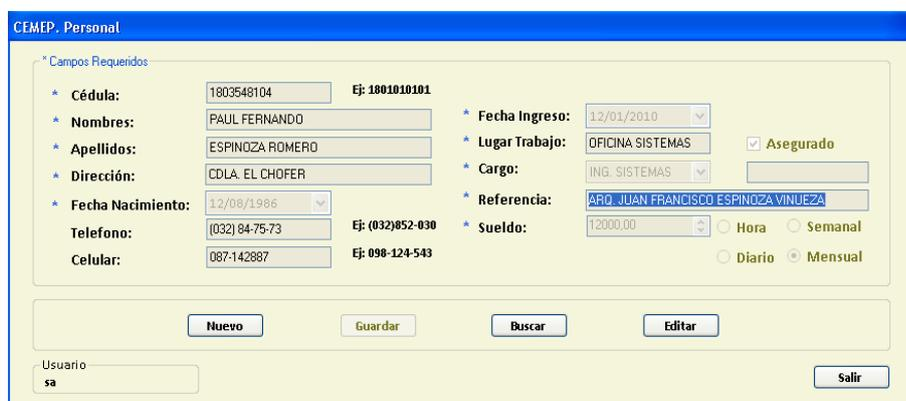 CEMEP. Personal
* Campos Requeridos
* Cédula: 1803548104 Ej: 1801010101
* Nombres: PAUL FERNANDO
* Apellidos: ESPINOZA ROMERO
* Dirección: CDLA. EL CHOFER
* Fecha Nacimiento: 12/08/1986
Telefono: (032) 84-75-73 Ej: (032)852-030
Celular: 087-142887 Ej: 098-124-543
* Fecha Ingreso: 12/01/2010
* Lugar Trabajo: OFICINA SISTEMAS Asegurado
* Cargo: ING. SISTEMAS
* Referencia: ARQ. JUAN FRANCISCO ESPINOZA VINUEZA
* Sueldo: 12000,00 Hora Semanal
Diario Mensual
Nuevo Guardar Buscar Editar
Usuario
sa
Salir